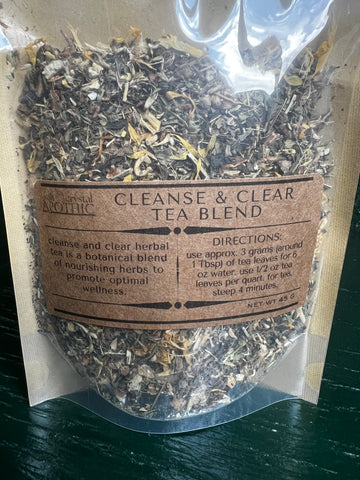 Crystal
APOTHIC
CLEANSE & CLEAR
TEA BLEND
cleanse and clear herbal
tea is a botanical blend
of nourishing herbs to
promote optimal
wellness.
DIRECTIONS:
use approx. 3 grams (around
1 Tbsp) of tea leaves for 6
oz water. use 1/2 oz tea
leaves per quart. for tea,
steep 4 minutes.
NET WT 45 G